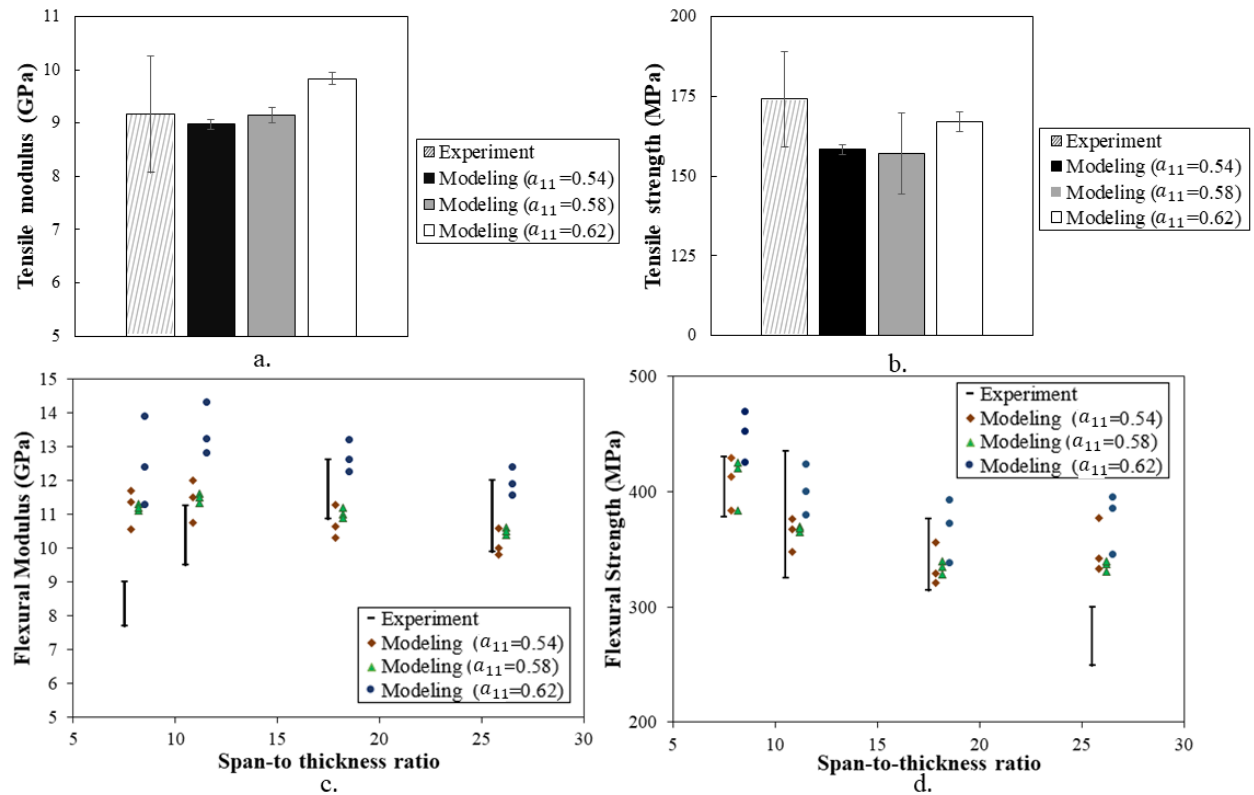 11
10
9
8
7
6
5
Tensile modulus (GPa)
Experiment
Modeling (a₁₁=0.54)
Modeling (a₁₁=0.58)
Modeling (a₁₁=0.62)
a.
200
175
150
125
0
Tensile strength (MPa)
Experiment
Modeling (a₁₁=0.54)
Modeling (a₁₁=0.58)
Modeling (a₁₁=0.62)
b.
15
14
13
12
11
10
9
8
7
6
5
Flexural Modulus (GPa)
Experiment
Modeling (a₁₁=0.54)
Modeling (a₁₁=0.58)
Modeling (a₁₁=0.62)
5 10 15 20 25 30
Span-to thickness ratio
c.
500
400
300
200
Flexural Strength (MPa)
Experiment
Modeling (a₁₁=0.54)
Modeling (a₁₁=0.58)
Modeling (a₁₁=0.62)
5 10 15 20 25 30
Span-to-thickness ratio
d.